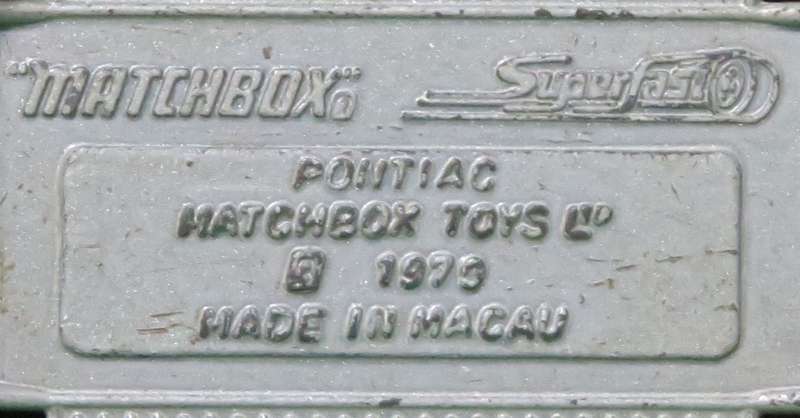 "MATCHBOX" Superfast
PONTIAC
MATCHBOX TOYS LTD
© 1979
MADE IN MACAU